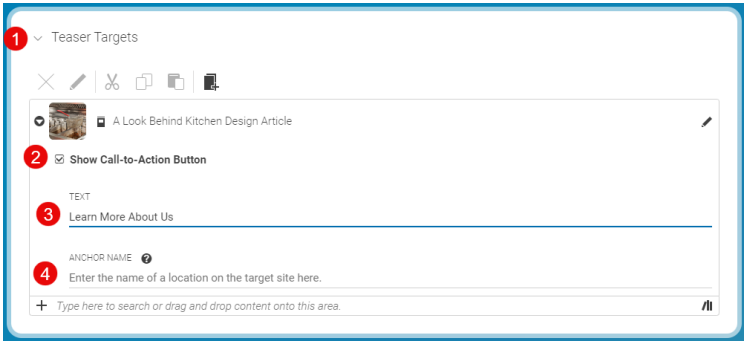 1 Teaser Targets
A Look Behind Kitchen Design Article
2 Show Call-to-Action Button
TEXT
3 Learn More About Us
ANCHOR NAME ?
4 Enter the name of a location on the target site here.
+ Type here to search or drag and drop content onto this area.